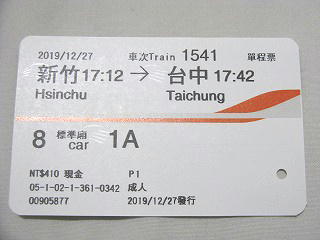 2019/12/27 車次Train 1541 單程票
新竹17:12 → 台中 17:42
Hsinchu Taichung
8 標準廂 car 1A
NT$410 現金 P1
05-1-02-1-361-0342 成人
00905877 2019/12/27發行